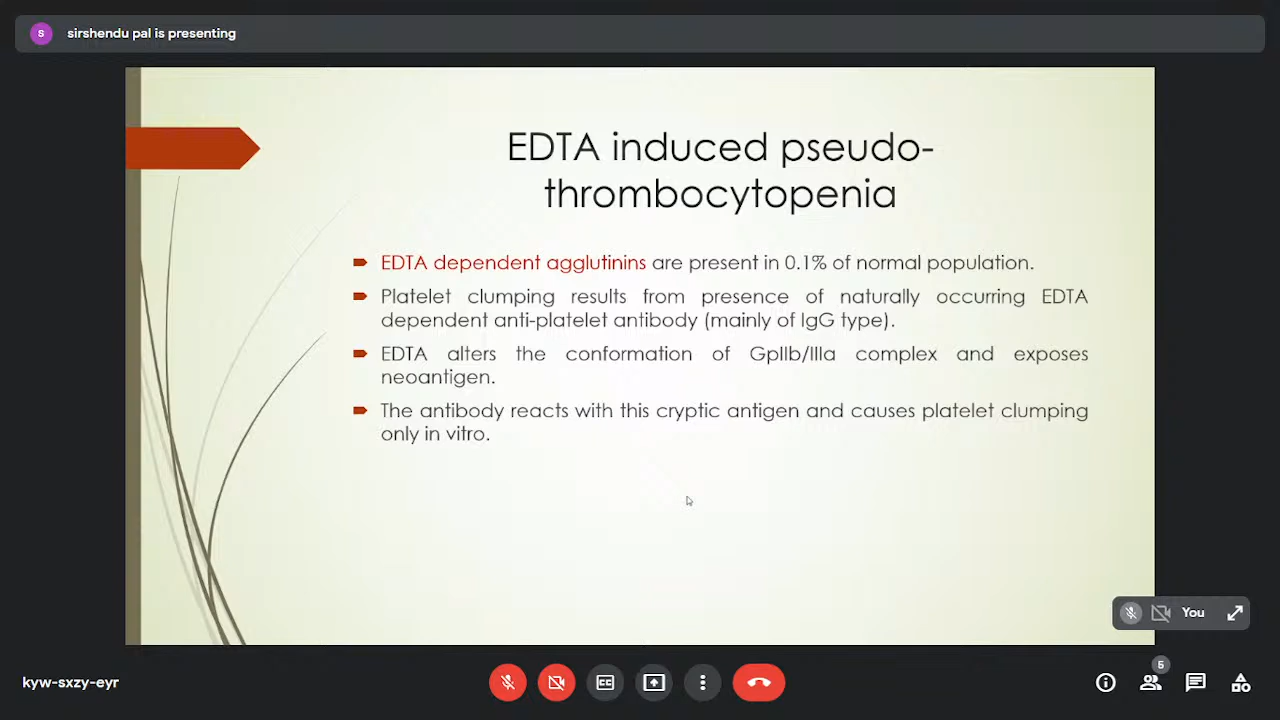 S
sirshendu pal is presenting
EDTA induced pseudo-
thrombocytopenia
EDTA dependent agglutinins are present in 0.1% of normal population.
Platelet clumping results from presence of naturally occurring EDTA
dependent anti-platelet antibody (mainly of IgG type).
EDTA alters the conformation of GpIIb/IIIa complex and exposes
neoantigen.
The antibody reacts with this cryptic antigen and causes platelet clumping
only in vitro.
You
kyw-sxzy-eyr
CC
5